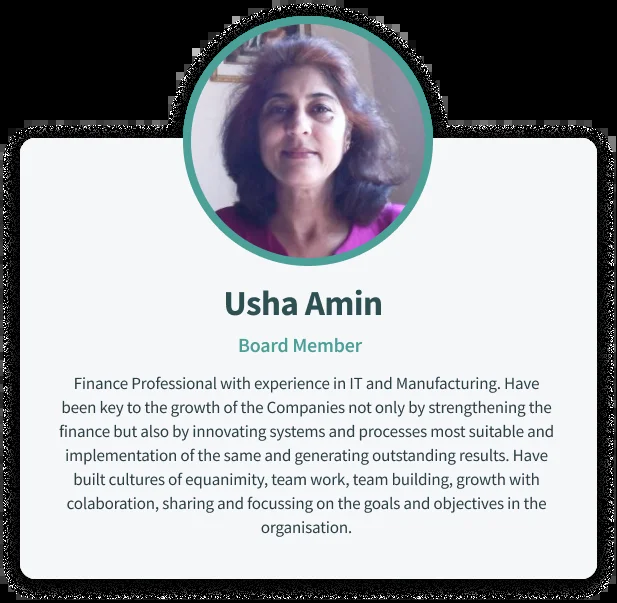 Usha Amin
Board Member
Finance Professional with experience in IT and Manufacturing. Have
been key to the growth of the Companies not only by strengthening the
finance but also by innovating systems and processes most suitable and
implementation of the same and generating outstanding results. Have
built cultures of equanimity, team work, team building, growth with
colaboration, sharing and focussing on the goals and objectives in the
organisation.